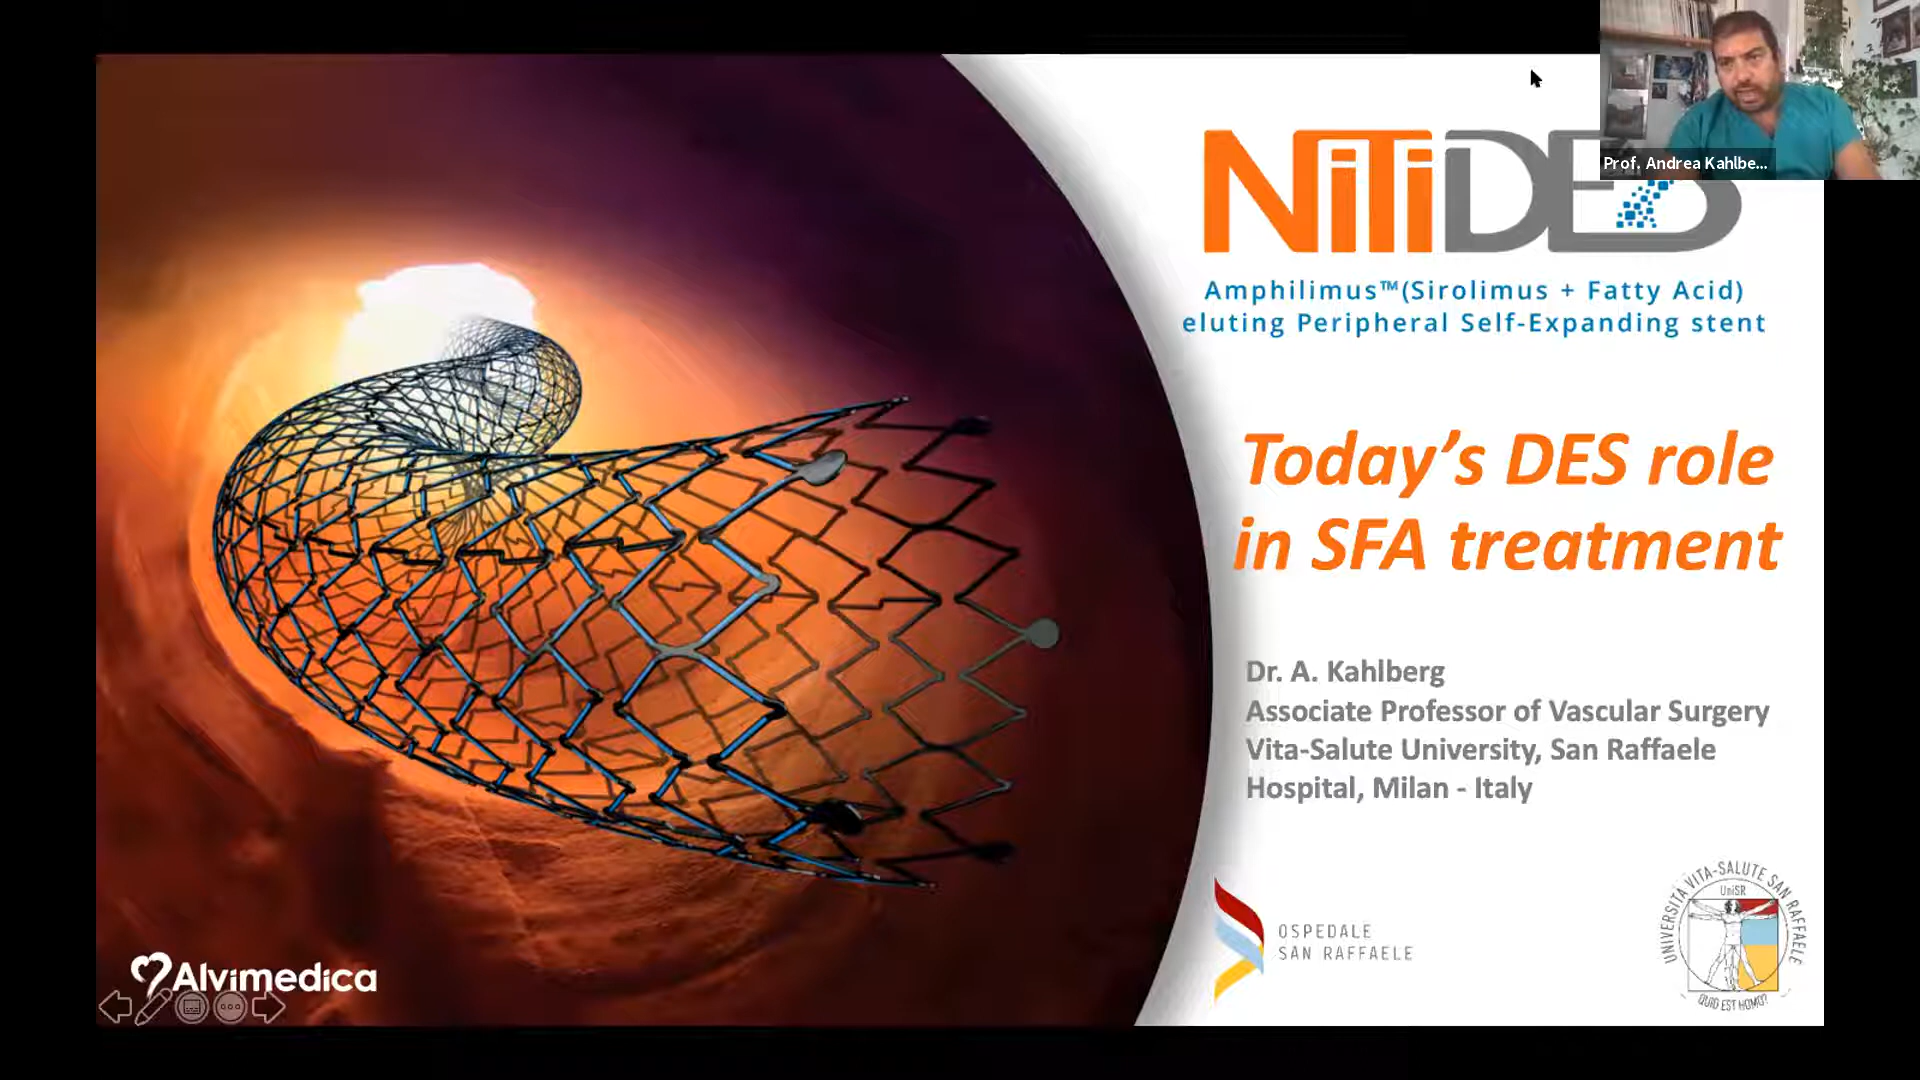 Prof. Andrea Kahlbe...
NiTiDES
Amphilimus™(Sirolimus + Fatty Acid)
eluting Peripheral Self-Expanding stent
Today's DES role
in SFA treatment
Dr. A. Kahlberg
Associate Professor of Vascular Surgery
Vita-Salute University, San Raffaele
Hospital, Milan - Italy
OSPEDALE
SAN RAFFAELE
UNIVERSITÀ VITA-SALUTE SAN RAFFAELE
UniSR
QUID EST HOMO?
Alvimedica